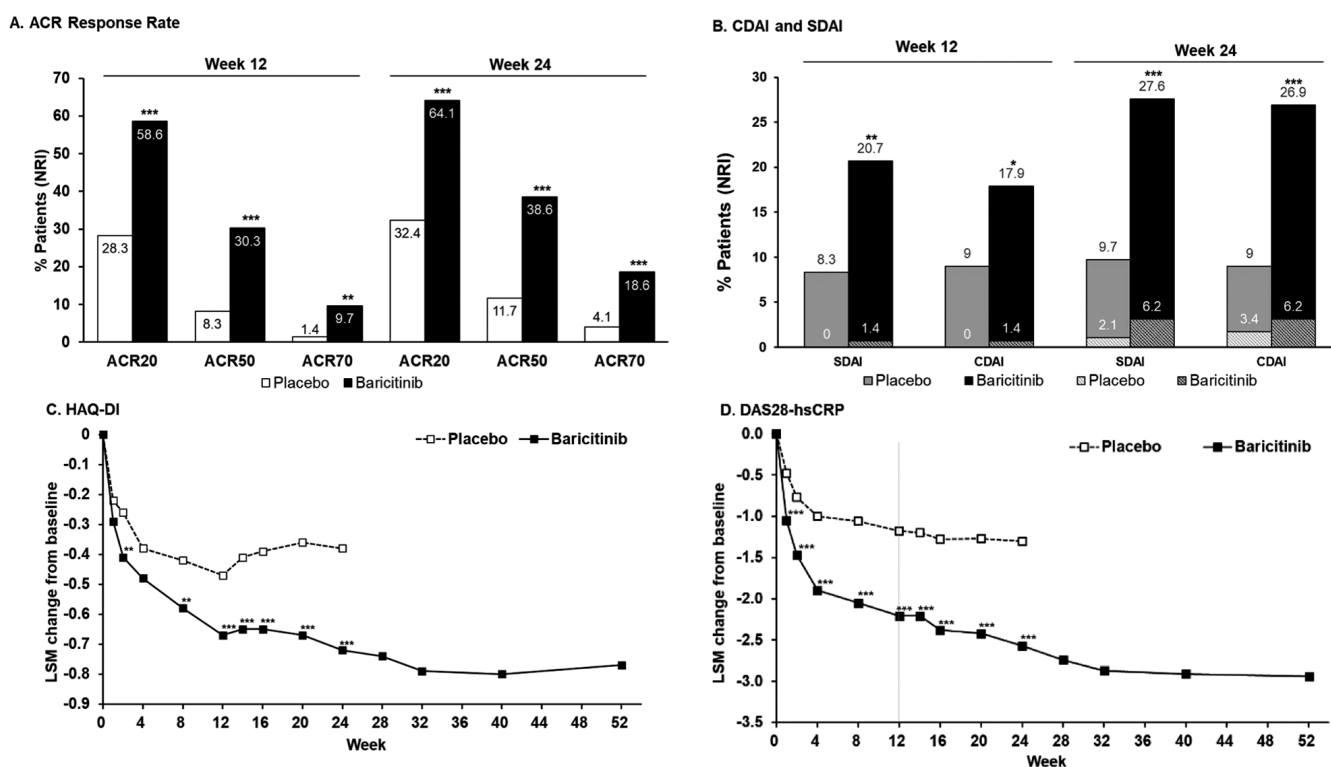 A. ACR Response Rate
Week 12
Week 24
% Patients (NRI)
70
60
50
40
30
20
10
0
28.3
***
58.6
8.3
***
30.3
1.4
**
9.7
32.4
***
64.1
11.7
***
38.6
4.1
***
18.6
ACR20 ACR50 ACR70 ACR20 ACR50 ACR70
Placebo Baricitinib
B. CDAI and SDAI
Week 12
Week 24
% Patients (NRI)
30
25
20
15
10
5
0
8.3
0
**
20.7
1.4
9
0
*
17.9
1.4
9.7
2.1
***
27.6
6.2
9
3.4
***
26.9
6.2
SDAI CDAI SDAI CDAI
Placebo Baricitinib Placebo Baricitinib
C. HAQ-DI
Placebo Baricitinib
LSM change from baseline
0
-0.1
-0.2
-0.3
-0.4
-0.5
-0.6
-0.7
-0.8
-0.9
** ** *** *** *** *** ***
0 4 8 12 16 20 24 28 32 36 40 44 48 52
Week
D. DAS28-hsCRP
Placebo Baricitinib
LSM change from baseline
0.0
-0.5
-1.0
-1.5
-2.0
-2.5
-3.0
-3.5
*** *** *** *** *** *** *** *** ***
0 4 8 12 16 20 24 28 32 36 40 44 48 52
Week